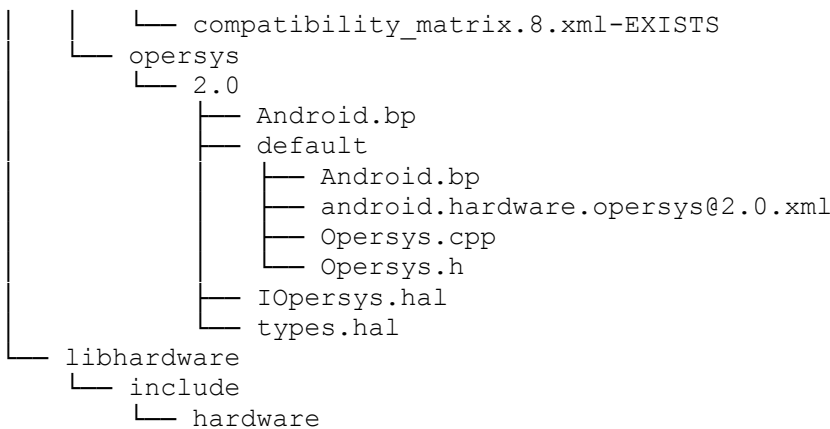 │   │   └── compatibility_matrix.8.xml-EXISTS
│   └── opersys
│       └── 2.0
│           ├── Android.bp
│           ├── default
│           │   ├── Android.bp
│           │   ├── android.hardware.opersys@2.0.xml
│           │   ├── Opersys.cpp
│           │   └── Opersys.h
│           ├── IOpersys.hal
│           └── types.hal
└── libhardware
    └── include
        └── hardware